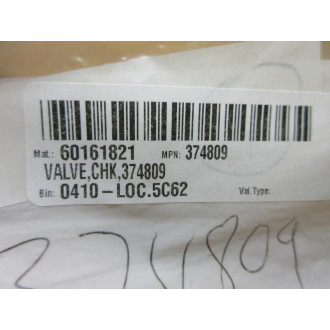 Mat.: 60161821 MPN: 374809
VALVE,CHK,374809
Bin: 0410-LOC.5C62 Val.Type:
374809